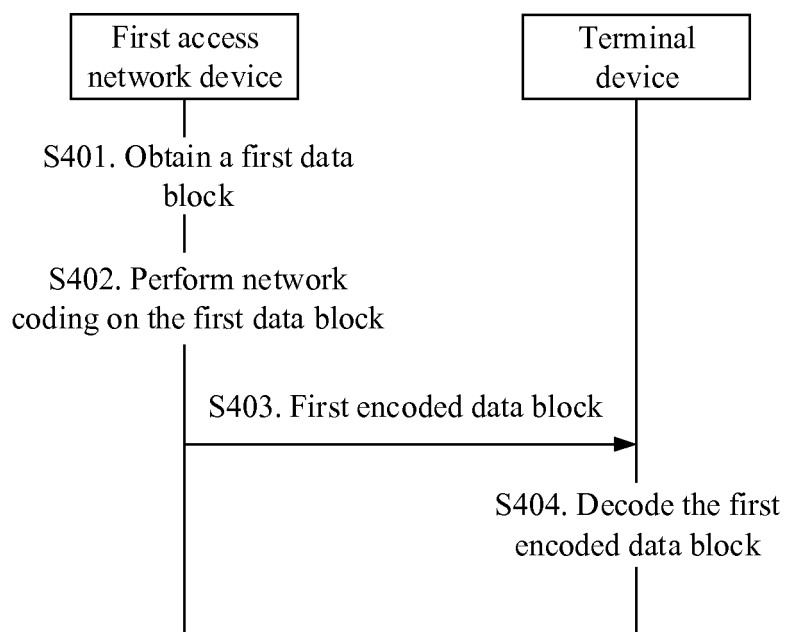 First access
network device
Terminal
device
S401. Obtain a first data
block
S402. Perform network
coding on the first data block
S403. First encoded data block
S404. Decode the first
encoded data block